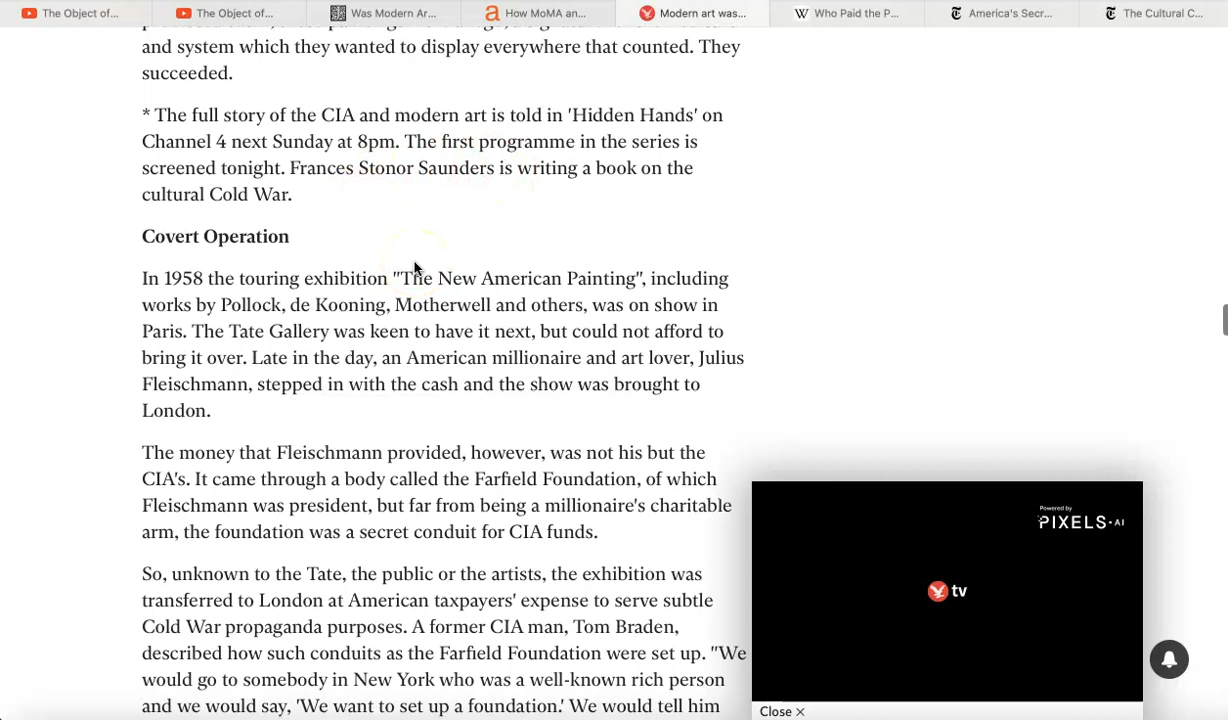 The Object of...
The Object of...
Was Modern Ar...
How MoMA an...
Modern art was...
Who Paid the P...
America's Secr...
The Cultural C...
and system which they wanted to display everywhere that counted. They
succeeded.
* The full story of the CIA and modern art is told in 'Hidden Hands' on
Channel 4 next Sunday at 8pm. The first programme in the series is
screened tonight. Frances Stonor Saunders is writing a book on the
cultural Cold War.
Covert Operation
In 1958 the touring exhibition "The New American Painting", including
works by Pollock, de Kooning, Motherwell and others, was on show in
Paris. The Tate Gallery was keen to have it next, but could not afford to
bring it over. Late in the day, an American millionaire and art lover, Julius
Fleischmann, stepped in with the cash and the show was brought to
London.
The money that Fleischmann provided, however, was not his but the
CIA's. It came through a body called the Farfield Foundation, of which
Fleischmann was president, but far from being a millionaire's charitable
arm, the foundation was a secret conduit for CIA funds.
So, unknown to the Tate, the public or the artists, the exhibition was
transferred to London at American taxpayers' expense to serve subtle
Cold War propaganda purposes. A former CIA man, Tom Braden,
described how such conduits as the Farfield Foundation were set up. "We
would go to somebody in New York who was a well-known rich person
and we would say, 'We want to set up a foundation.' We would tell him
Powered by
PIXELS·AI
tv
Close ×